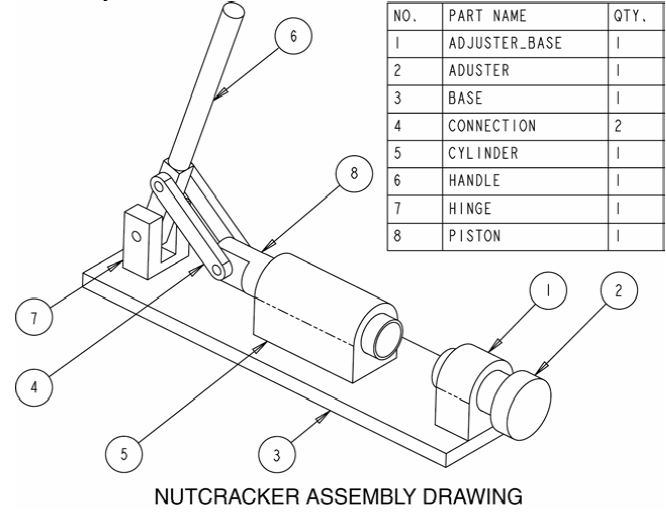 NO. PART NAME QTY.
1 ADJUSTER_BASE 1
2 ADUSTER 1
3 BASE 1
4 CONNECTION 2
5 CYLINDER 1
6 HANDLE 1
7 HINGE 1
8 PISTON 1
6
8
1
2
7
4
5
3
NUTCRACKER ASSEMBLY DRAWING